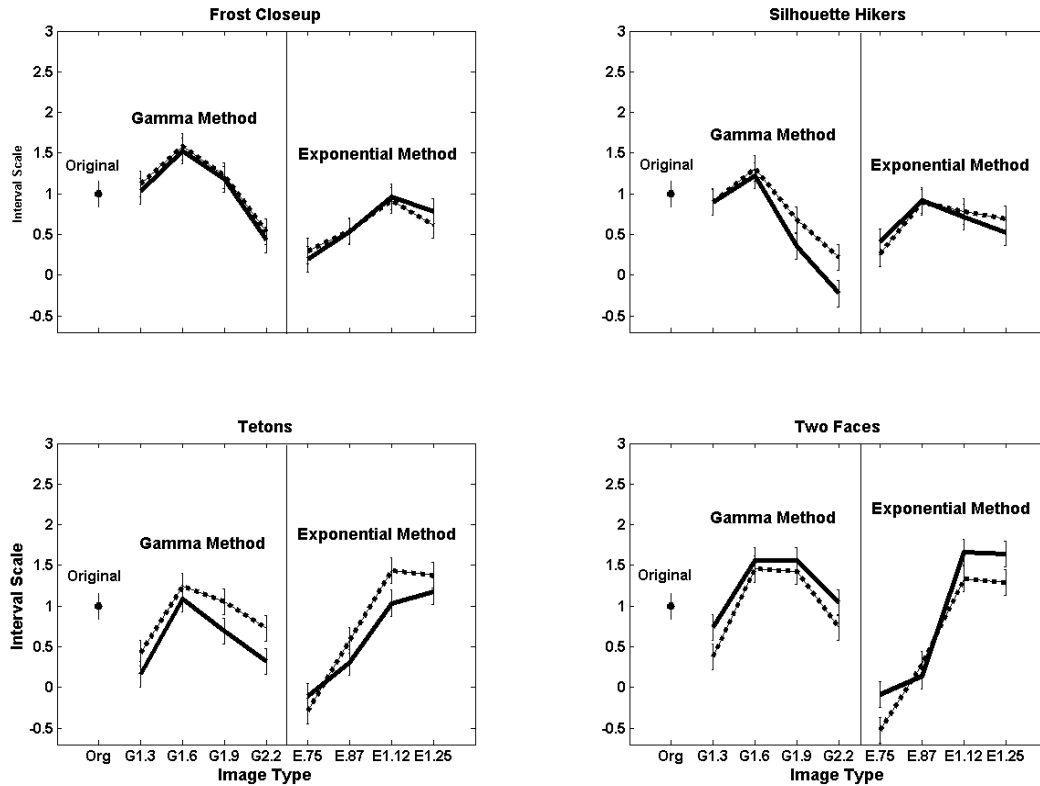 Frost Closeup
3
2.5
2
1.5
1
0.5
0
-0.5
Interval Scale
Original
Gamma Method
Exponential Method
Silhouette Hikers
3
2.5
2
1.5
1
0.5
0
-0.5
Original
Gamma Method
Exponential Method
Tetons
3
2.5
2
1.5
1
0.5
0
-0.5
Interval Scale
Original
Gamma Method
Exponential Method
Org G1.3 G1.6 G1.9 G2.2 E.75 E.87 E1.12 E1.25
Image Type
Two Faces
3
2.5
2
1.5
1
0.5
0
-0.5
Original
Gamma Method
Exponential Method
Org G1.3 G1.6 G1.9 G2.2 E.75 E.87 E1.12 E1.25
Image Type